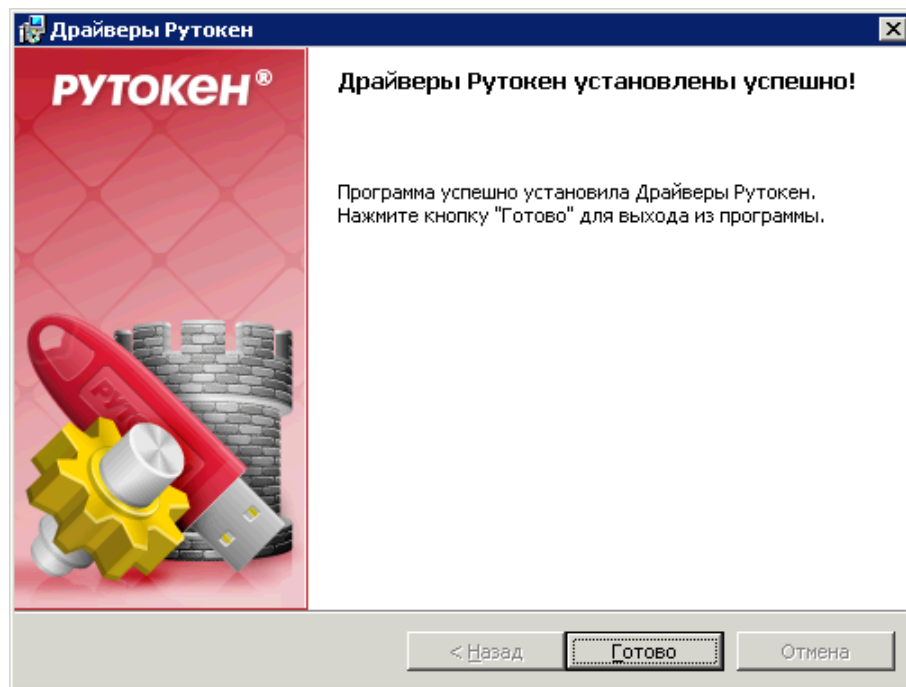 Драйверы Рутокен
РУТОКЕН®
Драйверы Рутокен установлены успешно!
Программа успешно установила Драйверы Рутокен.
Нажмите кнопку "Готово" для выхода из программы.
< Назад
Готово
Отмена